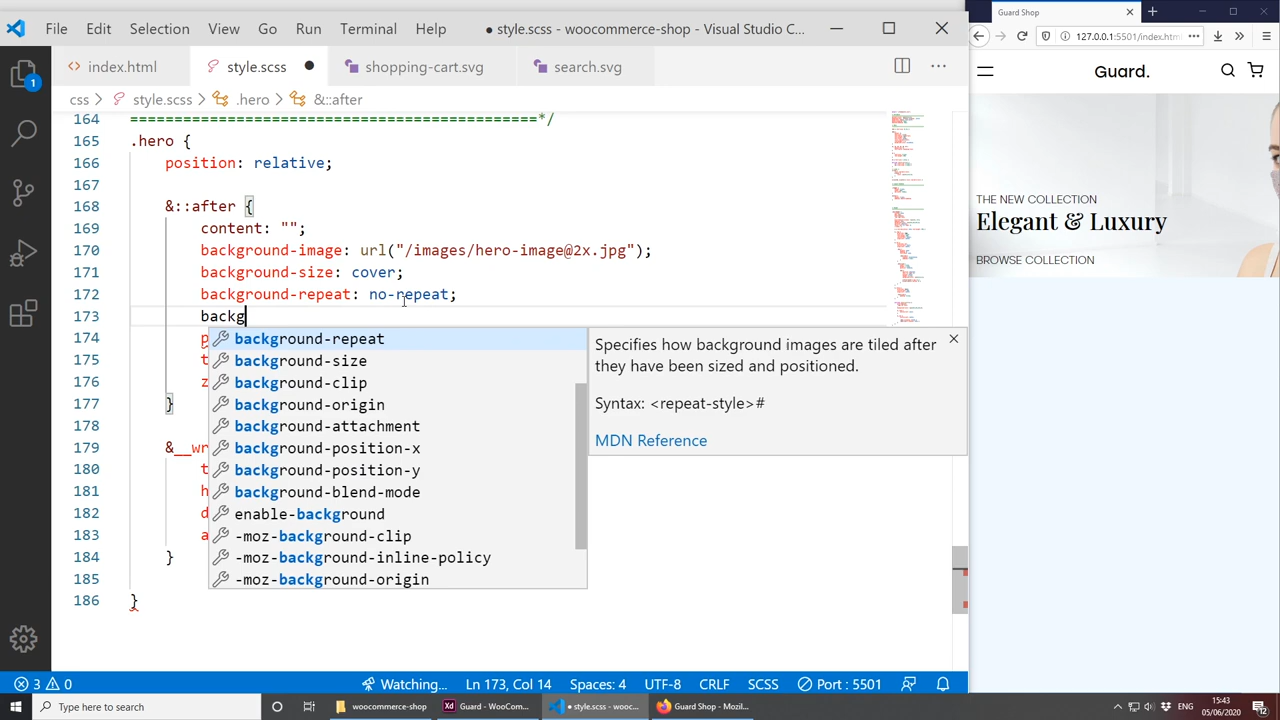 File Edit Selection View Go Run Terminal Help ● style.scss - woocommerce-shop - Visual Studio C...
<> index.html style.sc ● shopping-cart.svg search.svg ···
css > style.scss > .hero > &::after
164 =============================================*/
165 .hero {
166 position: relative;
167
168 &::after {
169 content:
170 background-image: url("/images/hero-image@2x.jpg");
171 background-size: cover;
172 background-repeat: no-repeat;
173 backg
174 p
175 t
176 z
177 }
178
179 &__wr
180 t
181 h
182 d
183 a
184 }
185
186 }
background-repeat
background-size
background-clip
background-origin
background-attachment
background-position-x
background-position-y
background-blend-mode
enable-background
-moz-background-clip
-moz-background-inline-policy
-moz-background-origin
Specifies how background images are tiled after
they have been sized and positioned.
Syntax: <repeat-style>#
MDN Reference
1
3 0 Watching... Ln 173, Col 14 Spaces: 4 UTF-8 CRLF SCSS Port : 5501
Guard Shop
127.0.0.1:5501/index.html
Guard.
THE NEW COLLECTION
Elegant & Luxury
BROWSE COLLECTION
Type here to search woocommerce-shop Xd Guard - WooCom... ● style.scss - wooc... Guard Shop - Mozil... ENG 15:43
05/06/2020 12